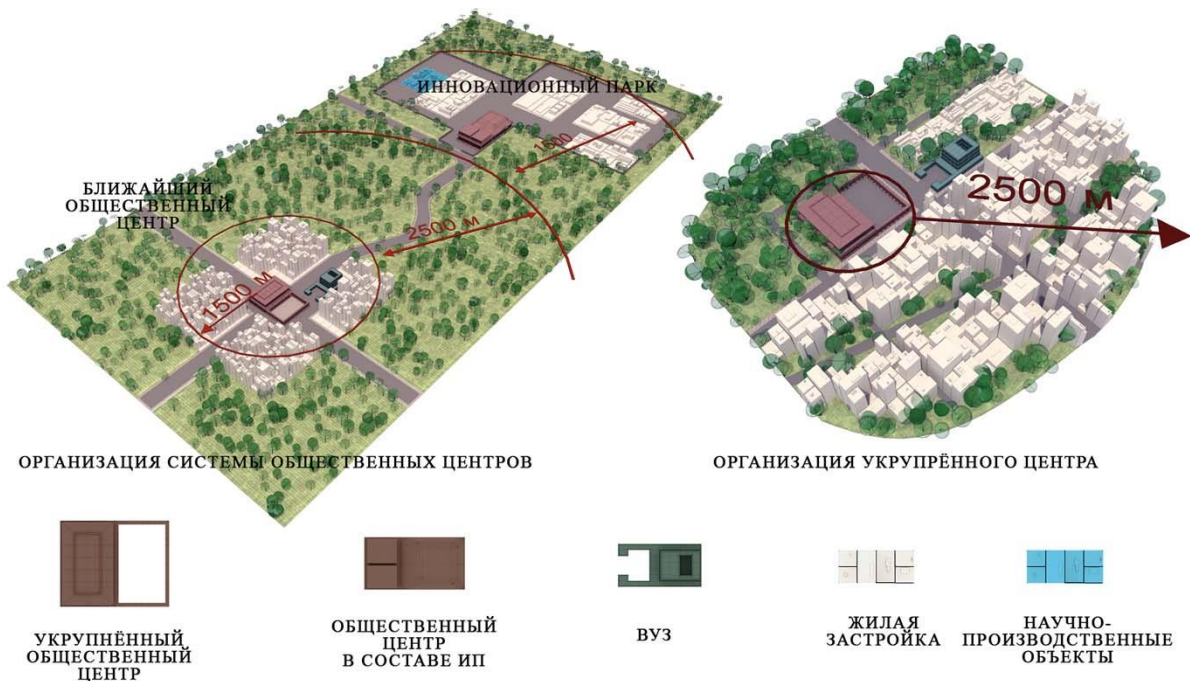 ИННОВАЦИОННЫЙ ПАРК
1500
БЛИЖАЙШИЙ
ОБЩЕСТВЕННЫЙ
ЦЕНТР
2500 м
1500 м
2500 м
ОРГАНИЗАЦИЯ СИСТЕМЫ ОБЩЕСТВЕННЫХ ЦЕНТРОВ
ОРГАНИЗАЦИЯ УКРУПРЁННОГО ЦЕНТРА
УКРУПНЁННЫЙ
ОБЩЕСТВЕННЫЙ
ЦЕНТР
ОБЩЕСТВЕННЫЙ
ЦЕНТР
В СОСТАВЕ ИП
ВУЗ
ЖИЛАЯ
ЗАСТРОЙКА
НАУЧНО-
ПРОИЗВОДСТВЕННЫЕ
ОБЪЕКТЫ